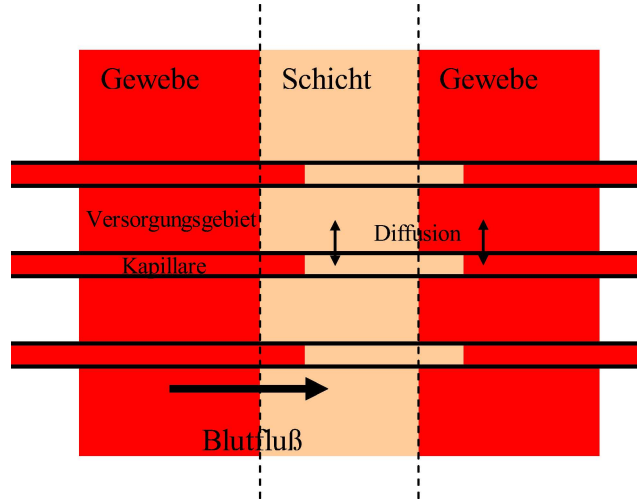 Gewebe Schicht Gewebe
Versorgungsgebiet Diffusion
Kapillare
Blutfluß